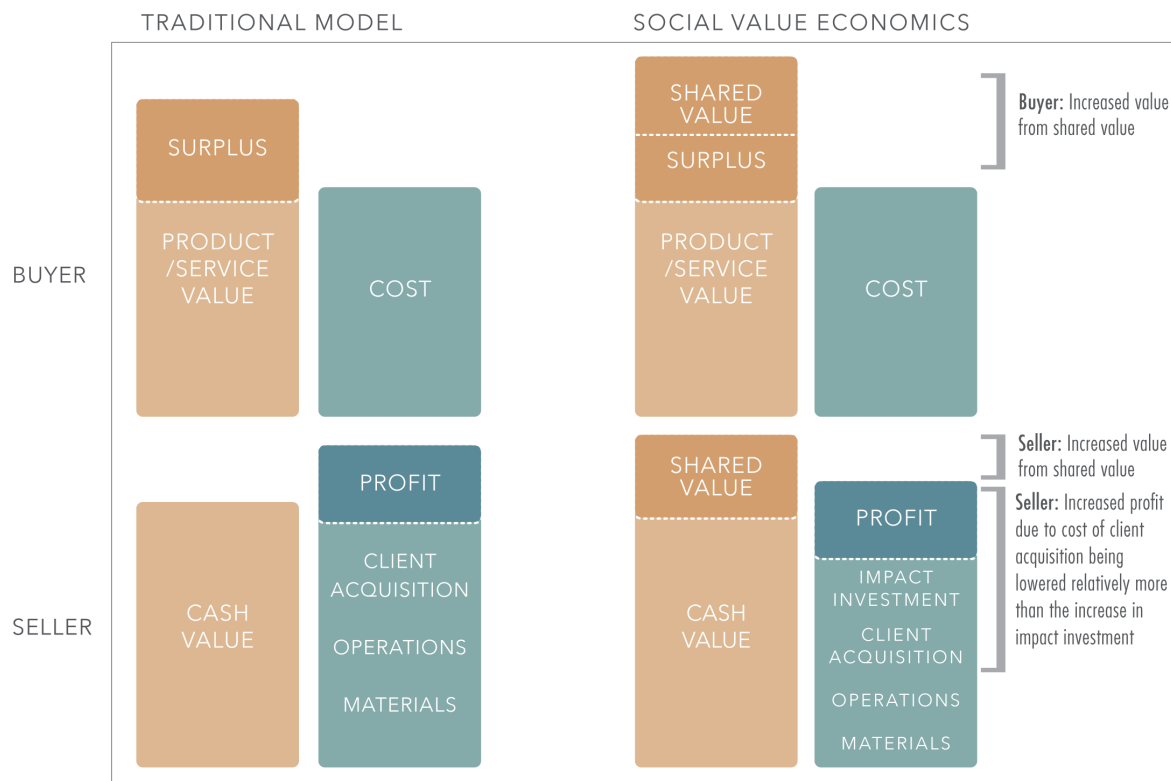 TRADITIONAL MODEL
SOCIAL VALUE ECONOMICS
BUYER
SURPLUS
PRODUCT
/SERVICE
VALUE
COST
SHARED
VALUE
SURPLUS
PRODUCT
/SERVICE
VALUE
COST
Buyer: Increased value
from shared value
SELLER
CASH
VALUE
PROFIT
CLIENT
ACQUISITION
OPERATIONS
MATERIALS
SHARED
VALUE
CASH
VALUE
PROFIT
IMPACT
INVESTMENT
CLIENT
ACQUISITION
OPERATIONS
MATERIALS
Seller: Increased value
from shared value
Seller: Increased profit
due to cost of client
acquisition being
lowered relatively more
than the increase in
impact investment